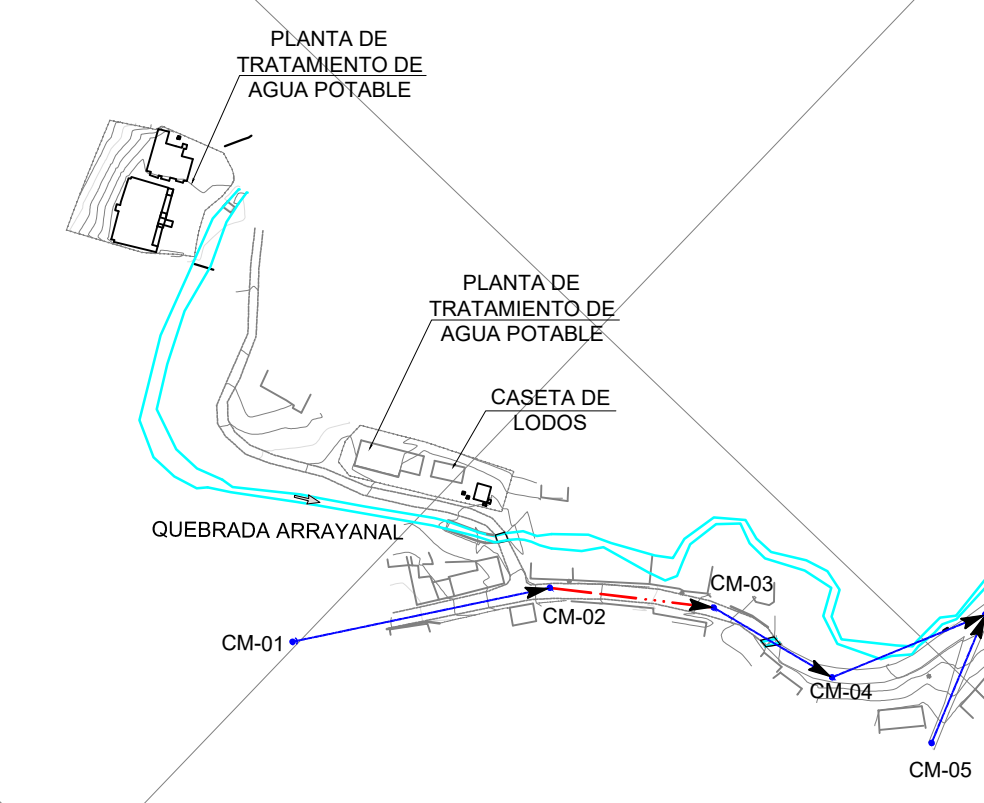 PLANTA DE
TRATAMIENTO DE
AGUA POTABLE
PLANTA DE
TRATAMIENTO DE
AGUA POTABLE
CASETA DE
LODOS
QUEBRADA ARRAYANAL
CM-03
CM-02
CM-01
CM-04
CM-05